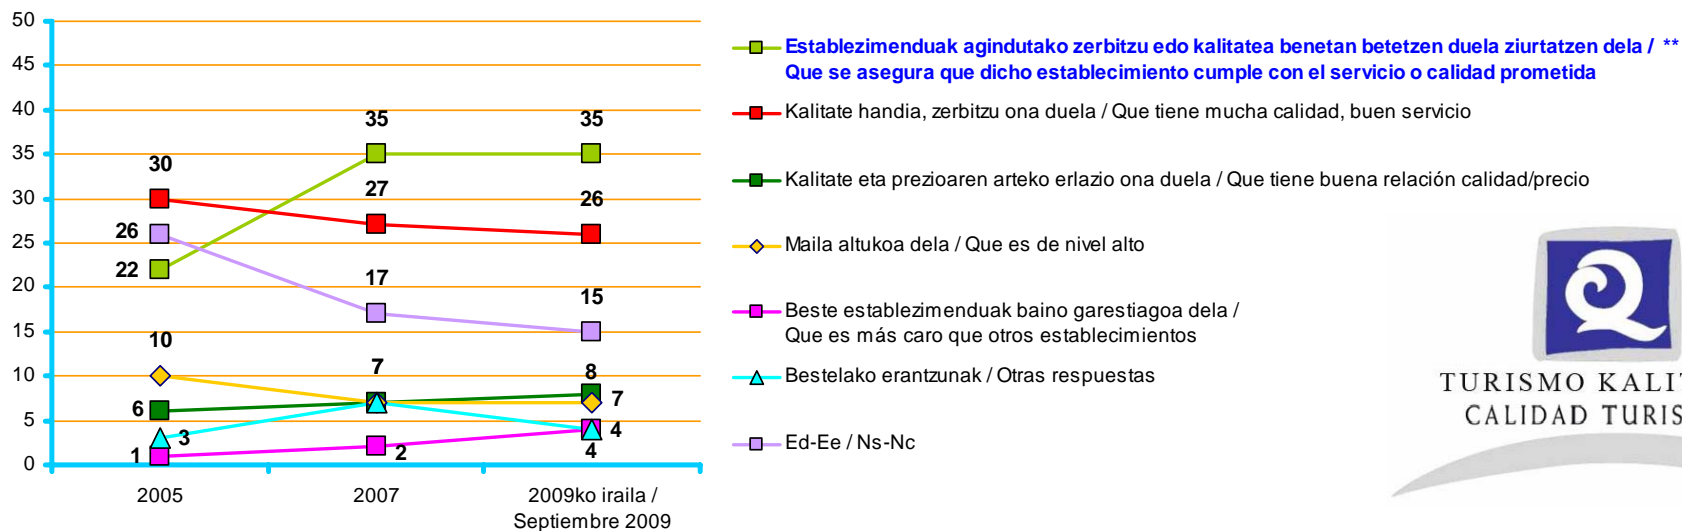 50
45
40
35
30
25
20
15
10
5
0
30
26
22
10
6
3
1
35
27
17
7
2
35
26
15
8
7
4
4
2005
2007
2009ko iraila /
Septiembre 2009
Establezimenduak agindutako zerbitzu edo kalitatea benetan betetzen duela ziurtatzen dela / **
Que se asegura que dicho establecimiento cumple con el servicio o calidad prometida
Kalitate handia, zerbitzu ona duela / Que tiene mucha calidad, buen servicio
Kalitate eta prezioaren arteko erlazio ona duela / Que tiene buena relación calidad/precio
Maila altukoa dela / Que es de nivel alto
Beste establezimenduak baino garestiagoa dela /
Que es más caro que otros establecimientos
Bestelako erantzunak / Otras respuestas
Ed-Ee / Ns-Nc
Q
TURISMO KALIT
CALIDAD TURIS